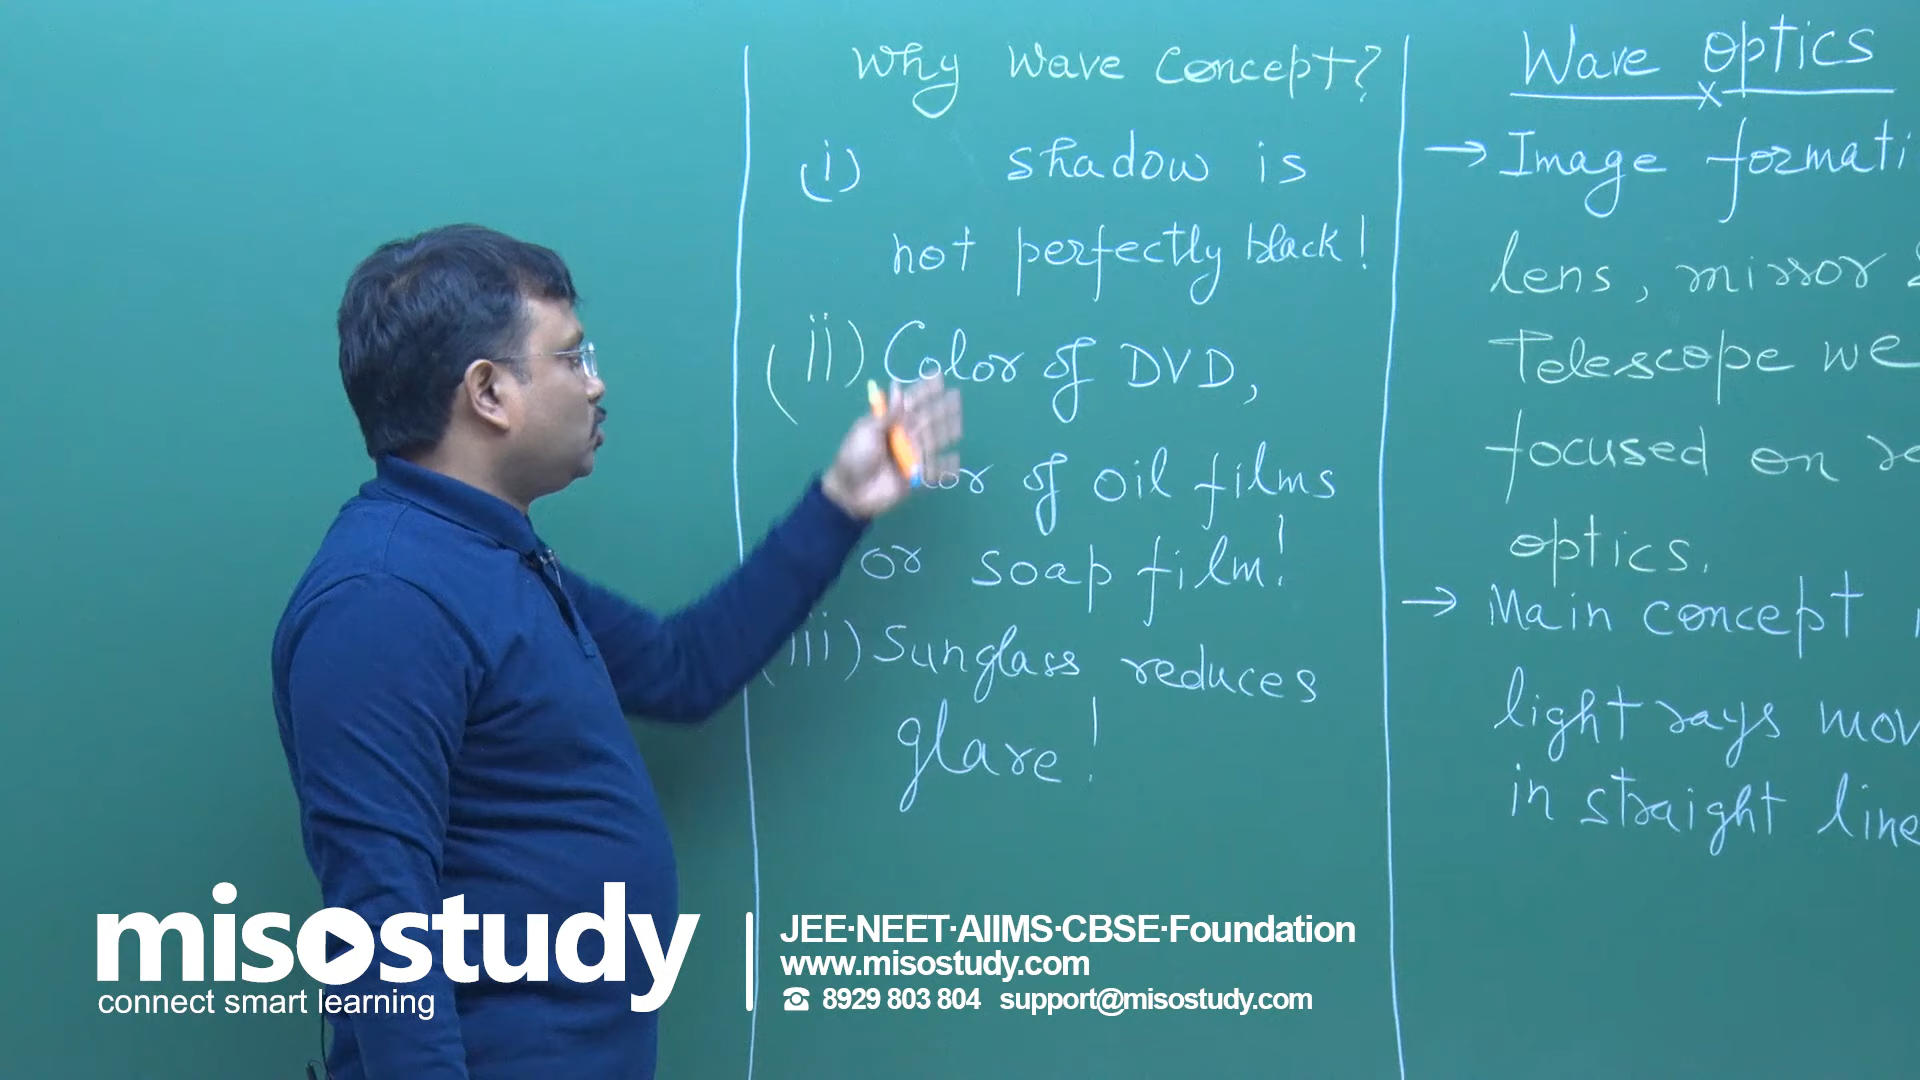 Why Wave Concept?
(i) shadow is
not perfectly black!
(ii) Color of DVD,
of oil films
or soap film!
(iii) Sunglass reduces
glare!
Wave optics
→ Image formati
lens, mirror
Telescope we
focused on
optics.
→ Main concept
light rays mov
in straight line
misostudy
connect smart learning
JEE·NEET·AIIMS·CBSE·Foundation
www.misostudy.com
☎ 8929 803 804 support@misostudy.com